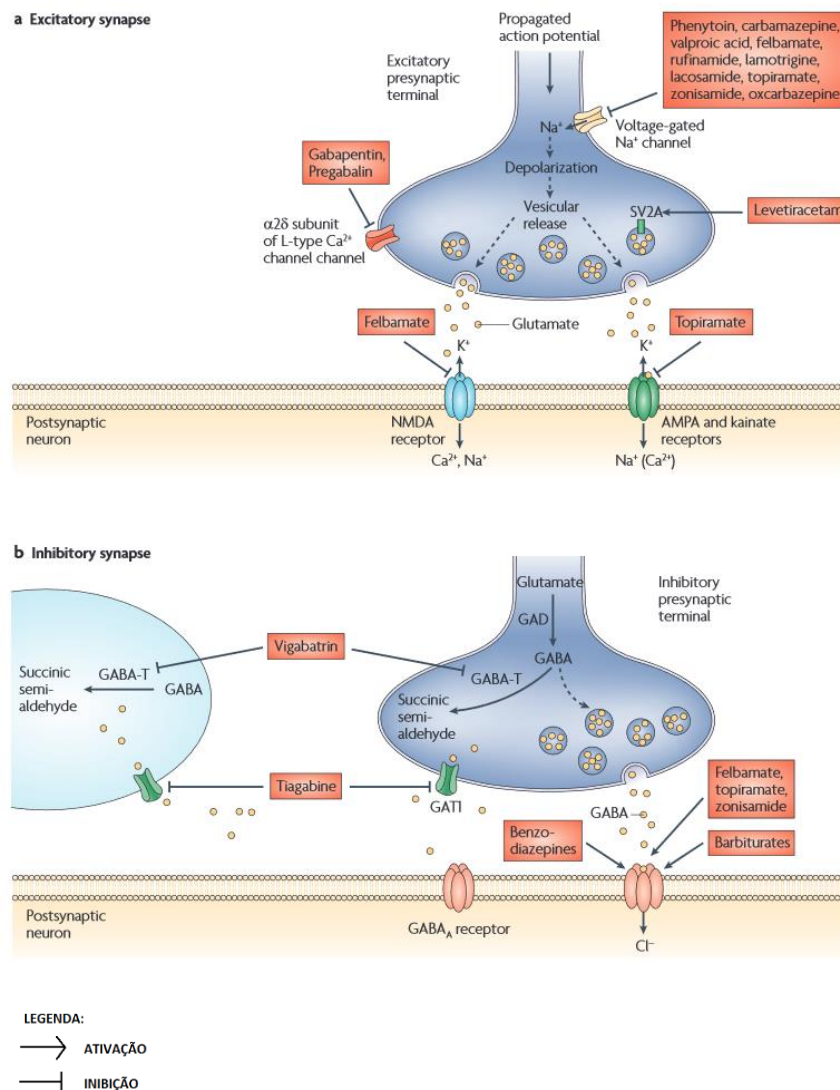 a Excitatory synapse
Propagated
action potential
Phenytoin, carbamazepine,
valproic acid, felbamate,
rufinamide, lamotrigine,
lacosamide, topiramate,
zonisamide, oxcarbazepine
Excitatory
presynaptic
terminal
Na⁺
Voltage-gated
Na⁺ channel
Gabapentin,
Pregabalin
Depolarization
Vesicular
release
SV2A
Levetiracetam
α2δ subunit
of L-type Ca²⁺
channel channel
Felbamate
Glutamate
Topiramate
K⁺
K⁺
Postsynaptic
neuron
NMDA
receptor
AMPA and kainate
receptors
Ca²⁺, Na⁺
Na⁺ (Ca²⁺)
b Inhibitory synapse
Glutamate
Inhibitory
presynaptic
terminal
GAD
Vigabatrin
GABA
Succinic
semi-
aldehyde
GABA-T
GABA
GABA-T
Succinic
semi-
aldehyde
Tiagabine
GAT1
Felbamate,
topiramate,
zonisamide
GABA
Benzo-
diazepines
Barbiturates
Postsynaptic
neuron
GABA_A receptor
Cl⁻
LEGENDA:
ATIVAÇÃO
INIBIÇÃO